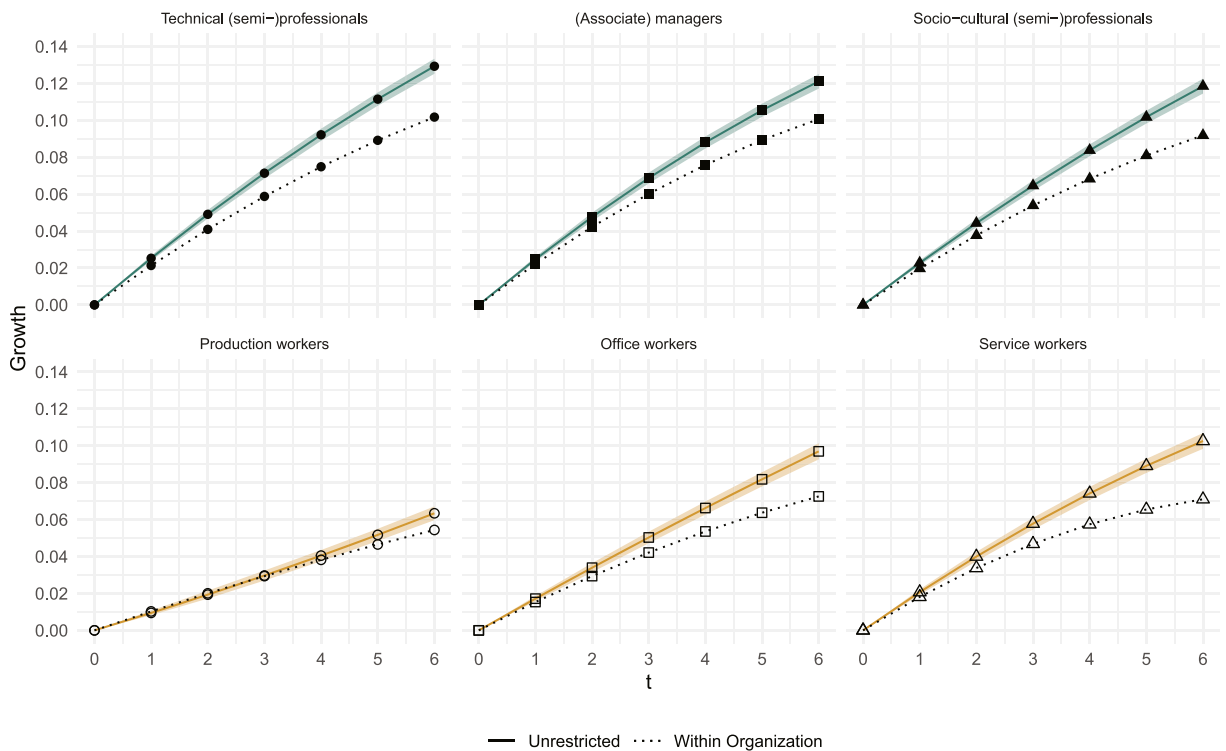 Technical (semi−)professionals
(Associate) managers
Socio−cultural (semi−)professionals
0.14
0.12
0.10
0.08
0.06
0.04
0.02
0.00
Growth
Production workers
Office workers
Service workers
0.14
0.12
0.10
0.08
0.06
0.04
0.02
0.00
0 1 2 3 4 5 6
0 1 2 3 4 5 6
0 1 2 3 4 5 6
t
Unrestricted
Within Organization